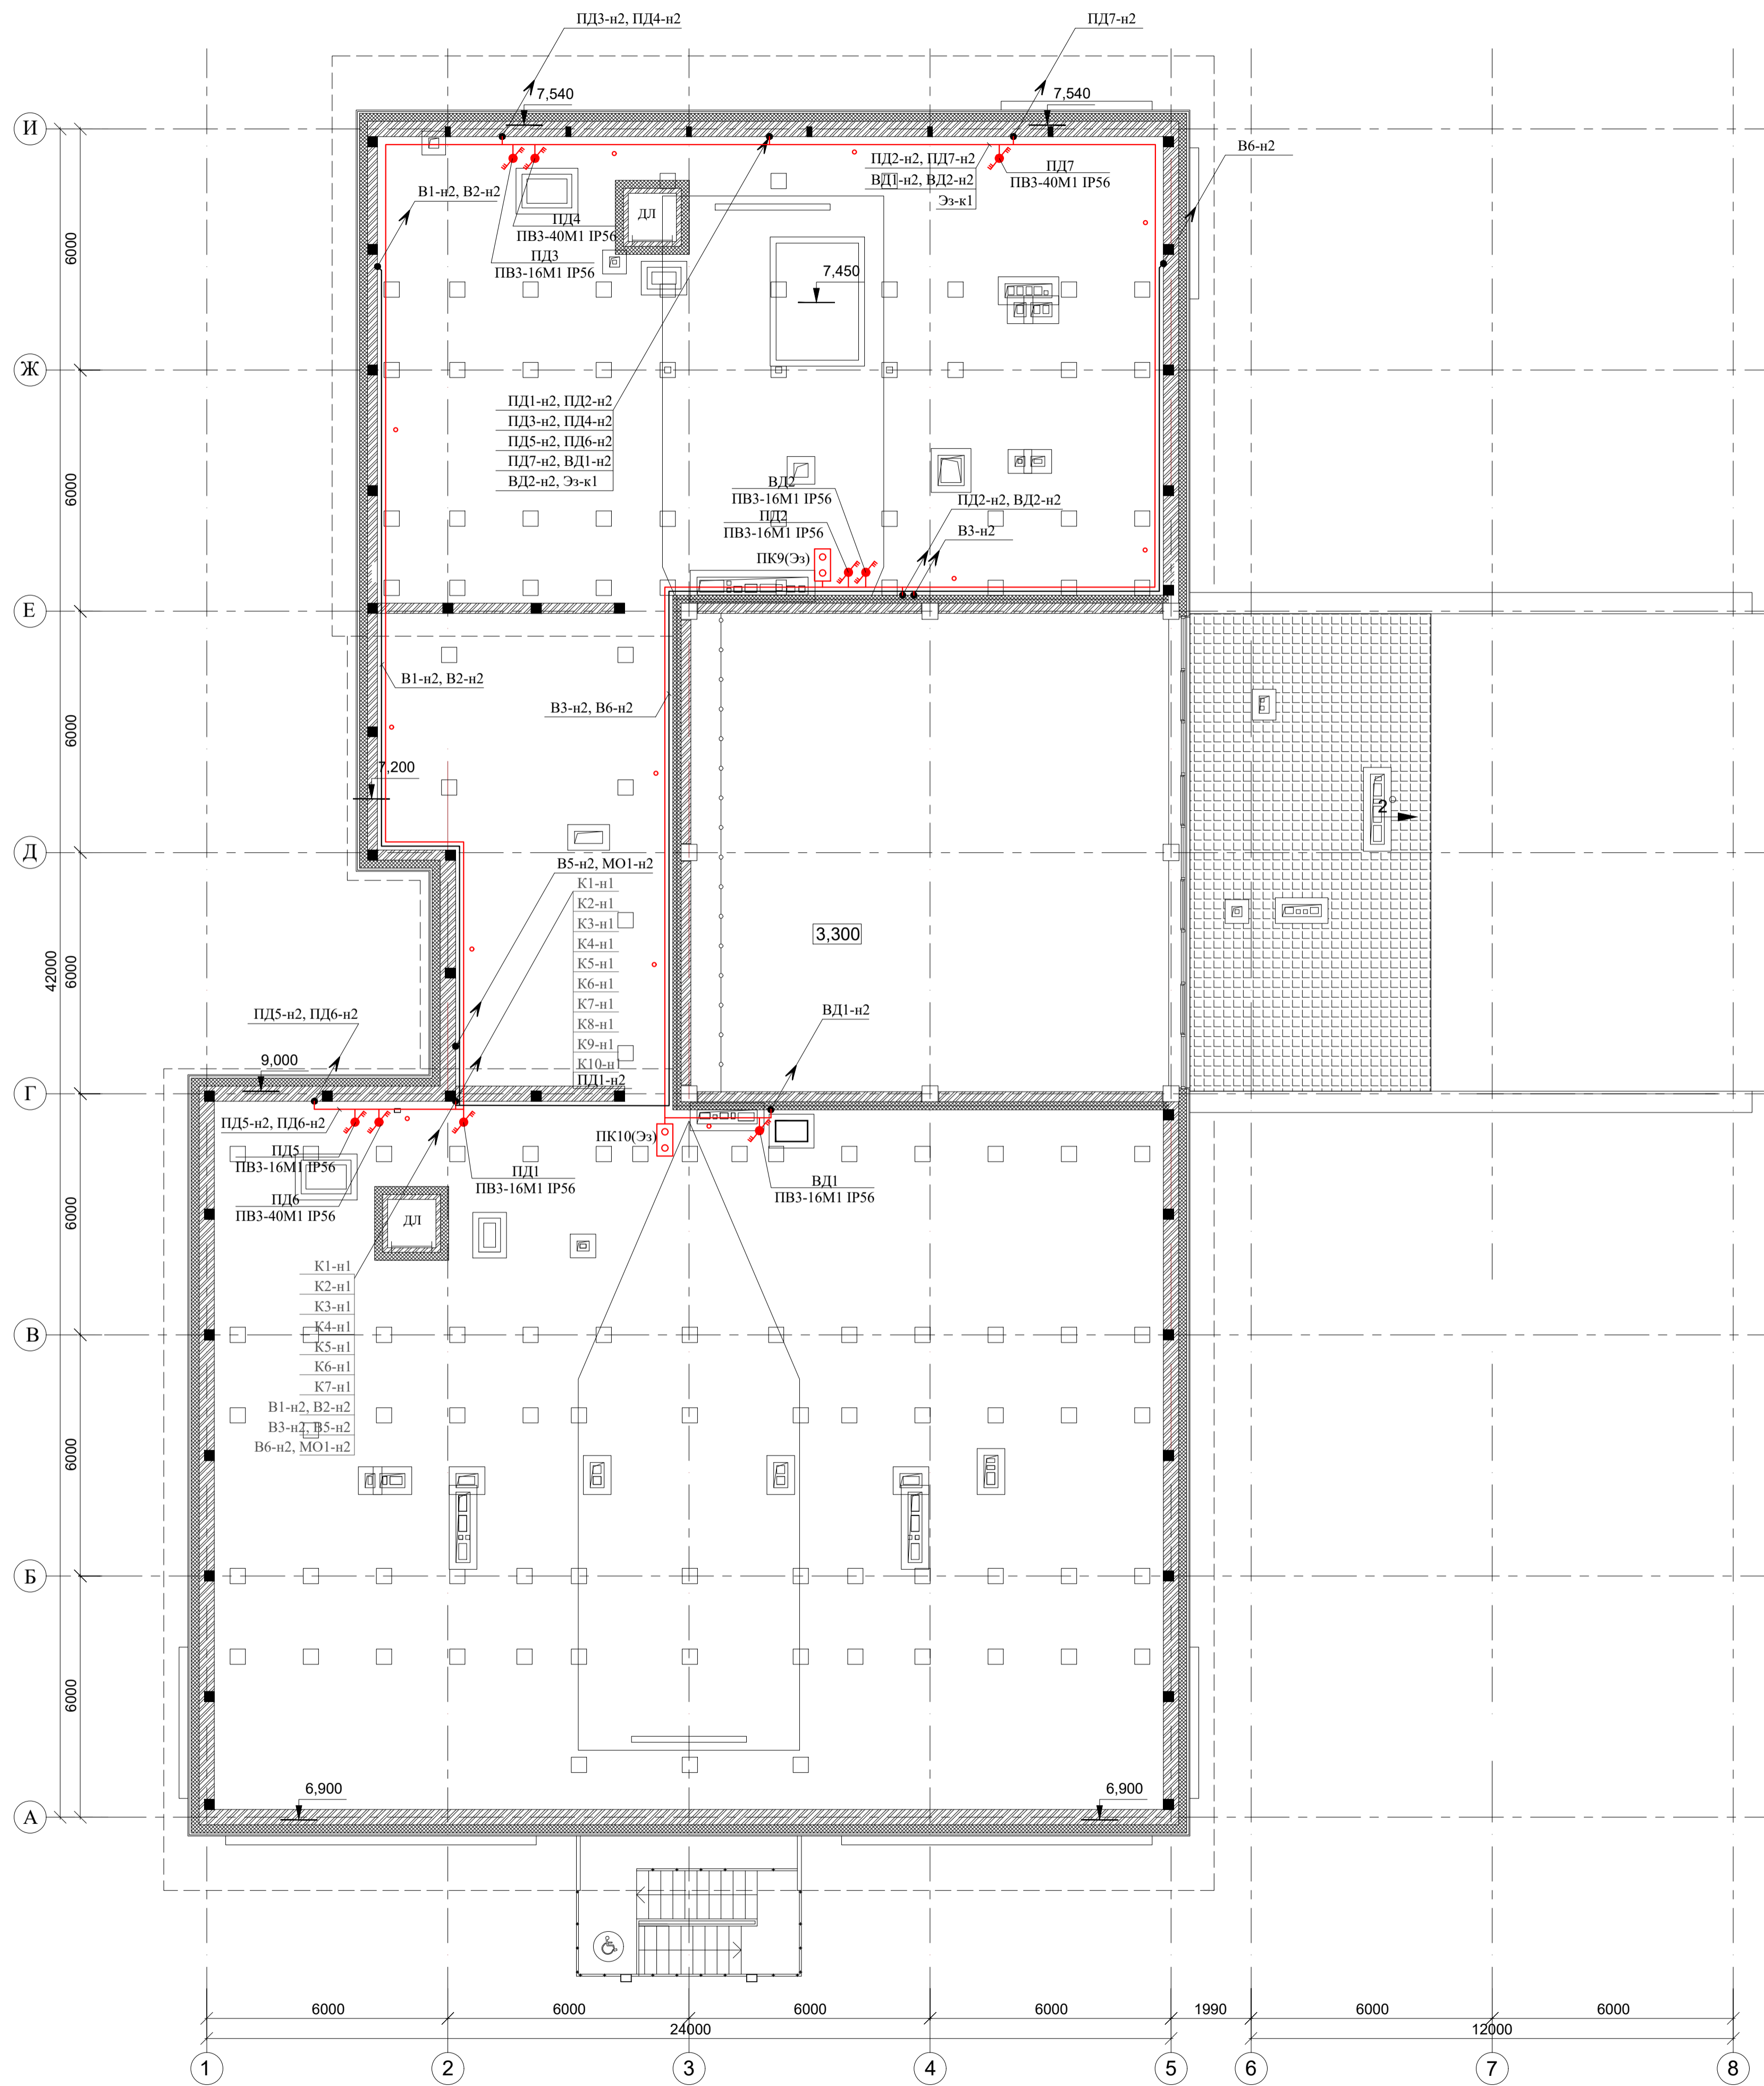 ПД3-н2, ПД4-н2
ПД7-н2
7,540
7,540
И
В6-н2
ПД2-н2, ПД7-н2
ВД1-н2, ВД2-н2
Эз-к1
ПД7
ПВ3-40М1 IP56
В1-н2, В2-н2
ДЛ
ПД4
ПВ3-40М1 IP56
ПД3
ПВ3-16М1 IP56
6000
7,450
Ж
ПД1-н2, ПД2-н2
ПД3-н2, ПД4-н2
ПД5-н2, ПД6-н2
ПД7-н2, ВД1-н2
ВД2-н2, Эз-к1
6000
ВД2
ПВ3-16М1 IP56
ПД2
ПВ3-16М1 IP56
ПД2-н2, ВД2-н2
В3-н2
ПК9(Эз)
Е
В1-н2, В2-н2
В3-н2, В6-н2
6000
7,200
2°
Д
В5-н2, МО1-н2
К1-н1
К2-н1
К3-н1
К4-н1
К5-н1
К6-н1
К7-н1
К8-н1
К9-н1
К10-н1
ПД1-н2
3,300
42000
6000
ВД1-н2
ПД5-н2, ПД6-н2
9,000
Г
ПД5-н2, ПД6-н2
ПК10(Эз)
ПД5
ПВ3-16М1 IP56
ПД1
ПВ3-16М1 IP56
ВД1
ПВ3-16М1 IP56
ПД6
ПВ3-40М1 IP56
ДЛ
6000
К1-н1
К2-н1
К3-н1
К4-н1
К5-н1
К6-н1
К7-н1
В1-н2, В2-н2
В3-н2, В5-н2
В6-н2, МО1-н2
В
6000
Б
6000
6,900
6,900
А
6000
6000
6000
6000
1990
6000
6000
24000
12000
1
2
3
4
5
6
7
8